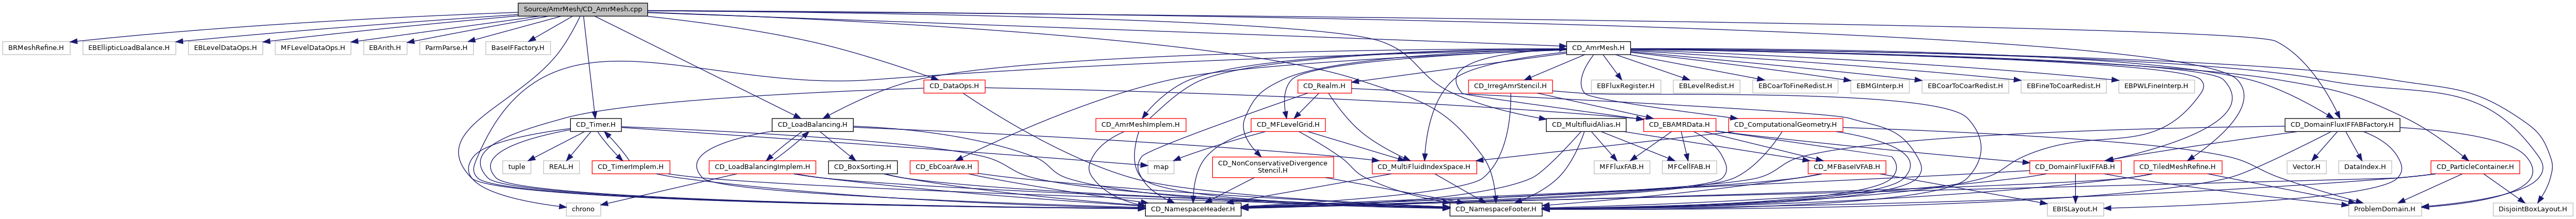 Source/AmrMesh/CD_AmrMesh.cpp
BRMeshRefine.H
EBEllipticLoadBalance.H
EBLevelDataOps.H
MFLevelDataOps.H
EBArith.H
ParmParse.H
BaseIFFactory.H
CD_AmrMesh.H
CD_DataOps.H
CD_Realm.H
CD_IrregAmrStencil.H
EBFluxRegister.H
EBLevelRedist.H
EBCoarToFineRedist.H
EBMGInterp.H
EBCoarToCoarRedist.H
EBFineToCoarRedist.H
EBPWLFineInterp.H
CD_Timer.H
CD_LoadBalancing.H
CD_AmrMeshImplem.H
CD_MFLevelGrid.H
CD_MultifluidAlias.H
CD_EBAMRData.H
CD_ComputationalGeometry.H
CD_DomainFluxIFFABFactory.H
tuple
REAL.H
CD_TimerImplem.H
CD_LoadBalancingImplem.H
CD_BoxSorting.H
CD_EbCoarAve.H
map
CD_NonConservativeDivergence
Stencil.H
CD_MultiFluidIndexSpace.H
MFFluxFAB.H
MFCellFAB.H
CD_MFBaseIVFAB.H
CD_DomainFluxIFFAB.H
CD_TiledMeshRefine.H
Vector.H
DataIndex.H
CD_ParticleContainer.H
chrono
CD_NamespaceHeader.H
CD_NamespaceFooter.H
EBISLayout.H
ProblemDomain.H
DisjointBoxLayout.H